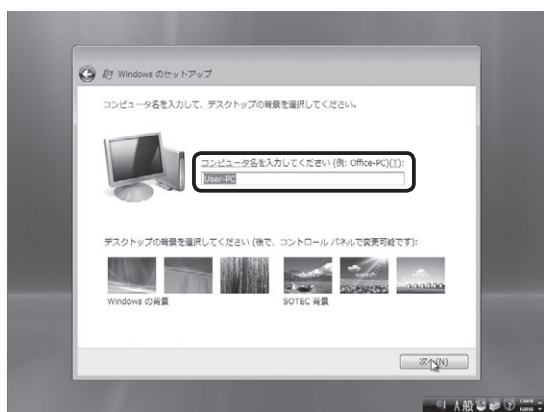 Windows のセットアップ
コンピュータ名を入力して、デスクトップの背景を選択してください。
コンピュータ名を入力してください (例: Office-PC)(T):
User-PC
デスクトップの背景を選択してください (後で、コントロール パネルで変更可能です):
Windows の背景
SOTEC 背景
次へ(N)
A 般
CAPS
KANA